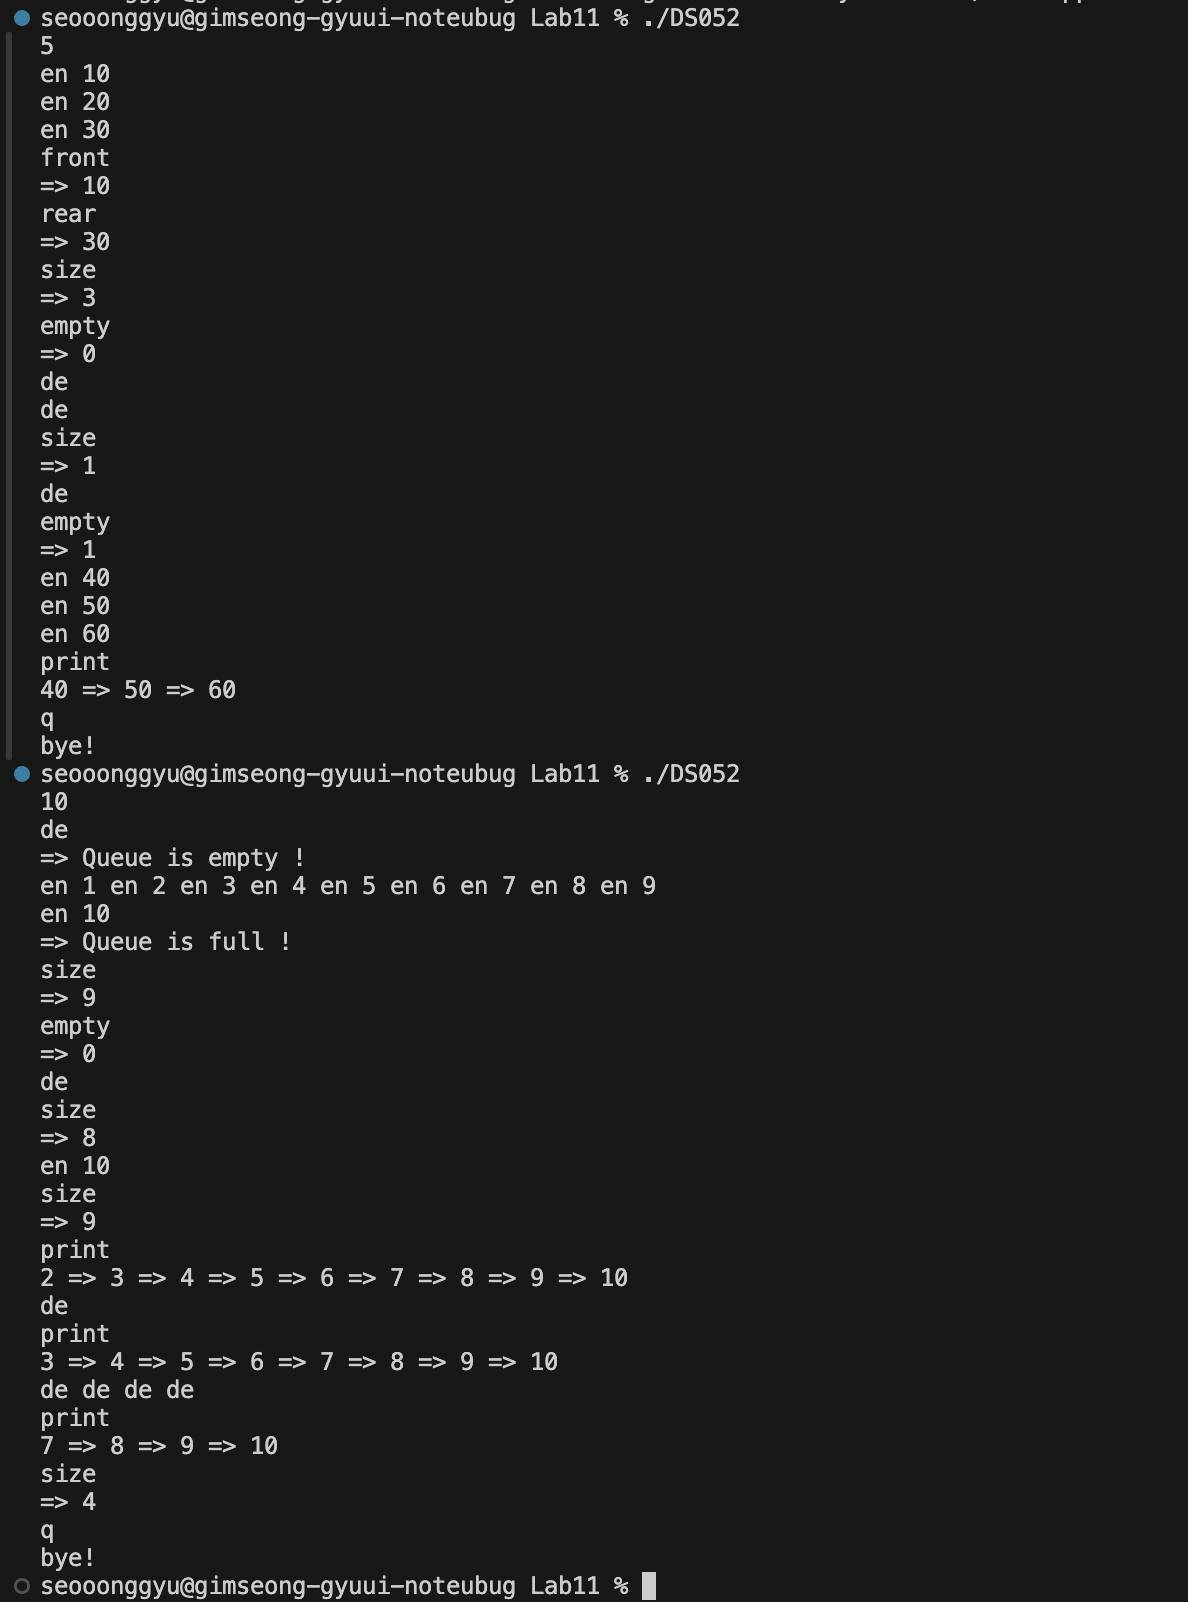 seooonggyu@gimseong-gyuui-noteubug Lab11 % ./DS052
5
en 10
en 20
en 30
front
=> 10
rear
=> 30
size
=> 3
empty
=> 0
de
de
size
=> 1
de
empty
=> 1
en 40
en 50
en 60
print
40 => 50 => 60
q
bye!
seooonggyu@gimseong-gyuui-noteubug Lab11 % ./DS052
10
de
=> Queue is empty !
en 1 en 2 en 3 en 4 en 5 en 6 en 7 en 8 en 9
en 10
=> Queue is full !
size
=> 9
empty
=> 0
de
size
=> 8
en 10
size
=> 9
print
2 => 3 => 4 => 5 => 6 => 7 => 8 => 9 => 10
de
print
3 => 4 => 5 => 6 => 7 => 8 => 9 => 10
de de de de
print
7 => 8 => 9 => 10
size
=> 4
q
bye!
seooonggyu@gimseong-gyuui-noteubug Lab11 %